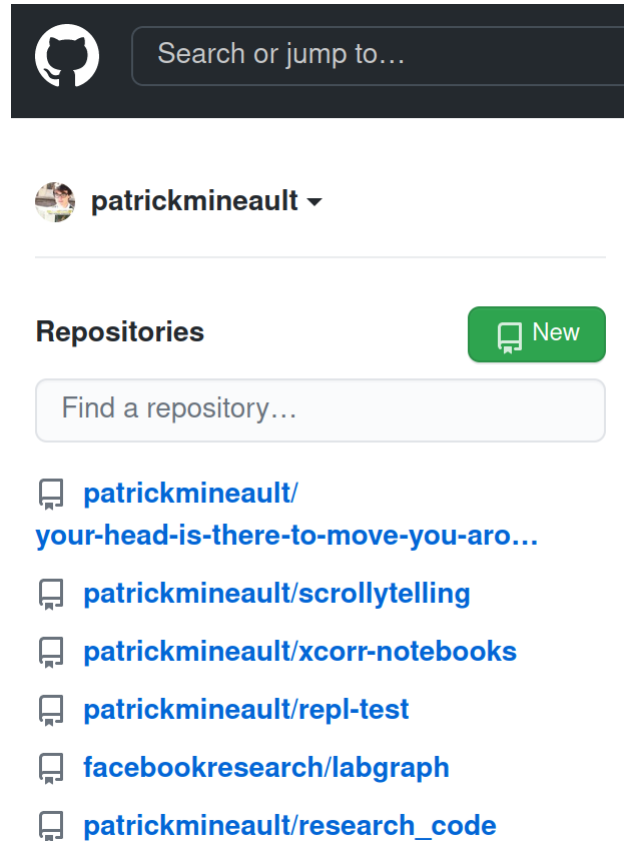 Search or jump to…
patrickmineault
Repositories
New
Find a repository…
patrickmineault/
your-head-is-there-to-move-you-aro…
patrickmineault/scrollytelling
patrickmineault/xcorr-notebooks
patrickmineault/repl-test
facebookresearch/labgraph
patrickmineault/research_code